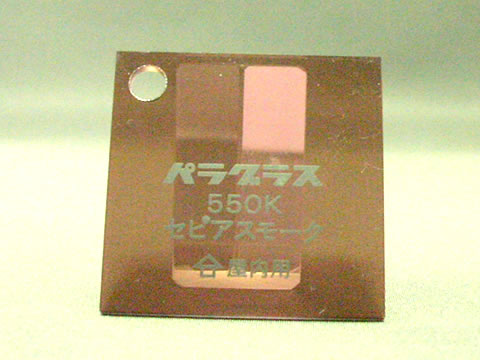 パラグラス
550K
セピアスモーク
屋内用